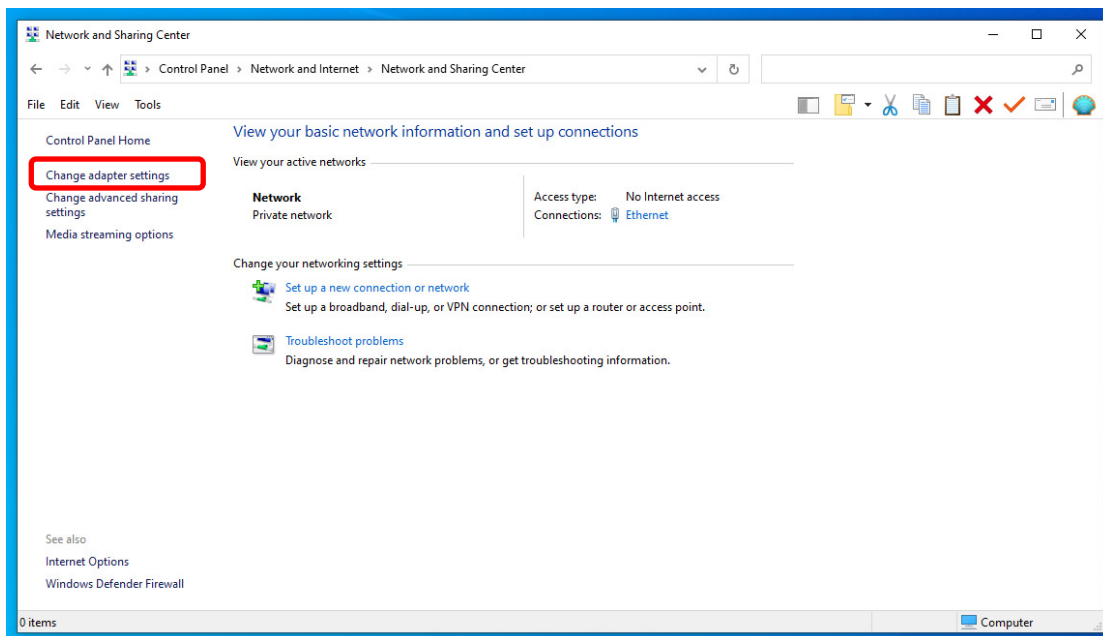 Network and Sharing Center
Control Panel > Network and Internet > Network and Sharing Center
File Edit View Tools
Control Panel Home
Change adapter settings
Change advanced sharing
settings
Media streaming options
View your basic network information and set up connections
View your active networks
Network
Private network
Access type: No Internet access
Connections: Ethernet
Change your networking settings
Set up a new connection or network
Set up a broadband, dial-up, or VPN connection; or set up a router or access point.
Troubleshoot problems
Diagnose and repair network problems, or get troubleshooting information.
See also
Internet Options
Windows Defender Firewall
0 items
Computer